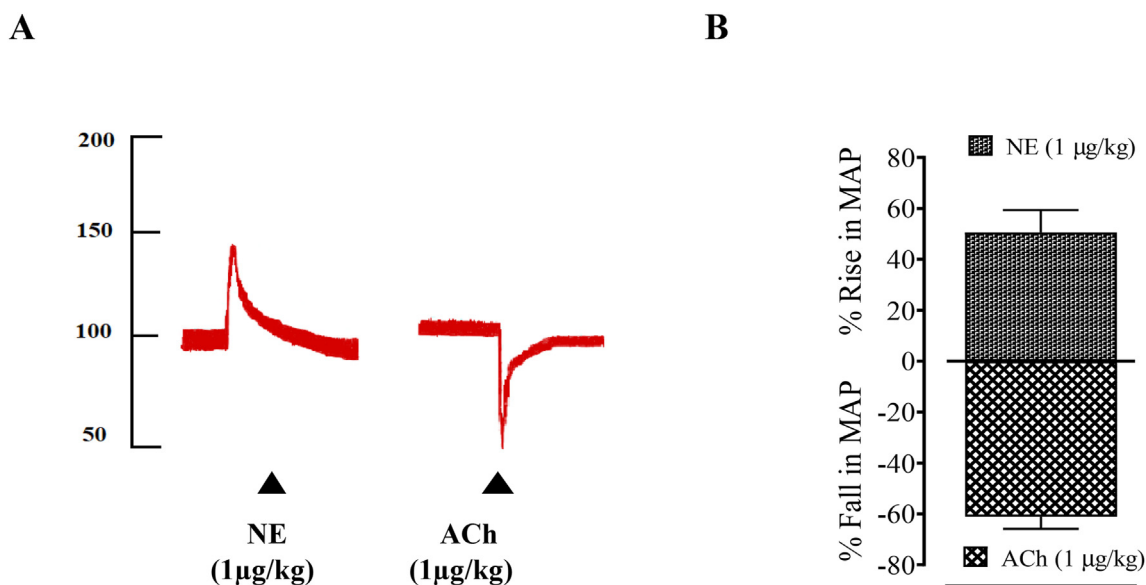 A
200
150
100
50
NE
(1μg/kg)
ACh
(1μg/kg)
B
NE (1 μg/kg)
% Rise in MAP
% Fall in MAP
80
60
40
20
0
-20
-40
-60
-80
ACh (1 μg/kg)